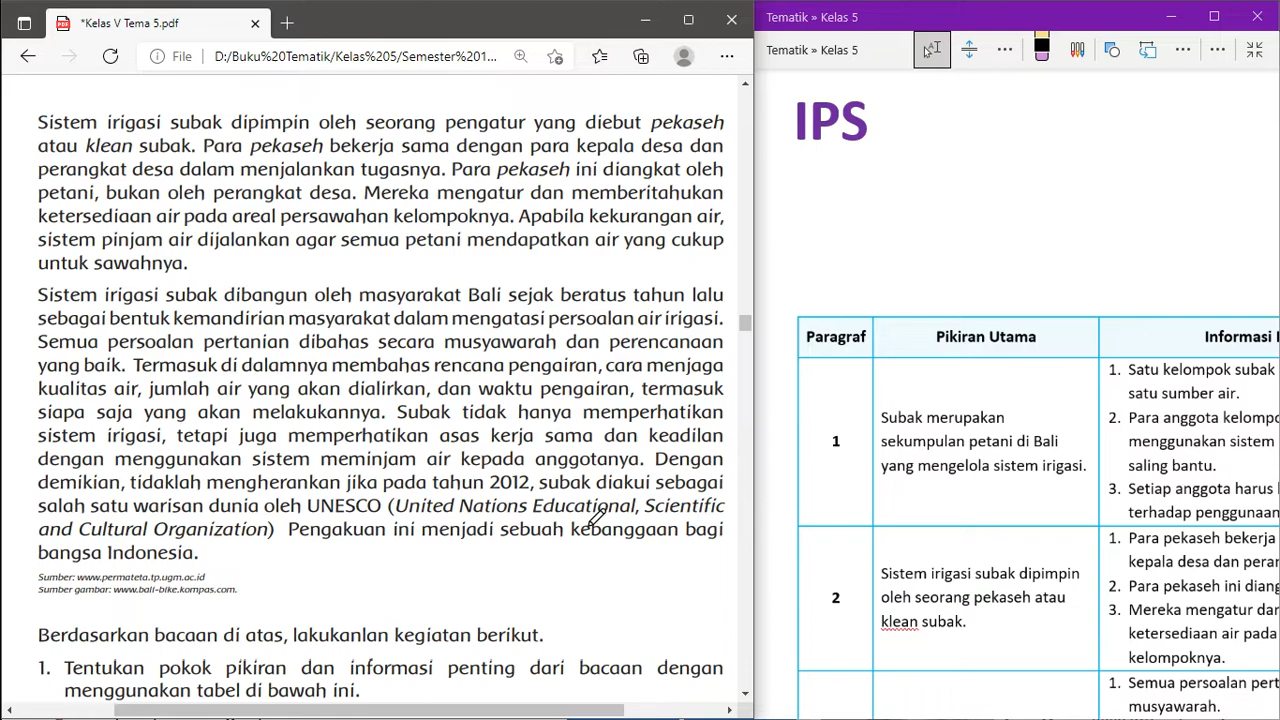 *Kelas V Tema 5.pdf
File
D:/Buku%20Tematik/Kelas%205/Semester%201...
Sistem irigasi subak dipimpin oleh seorang pengatur yang diebut pekaseh
atau klean subak. Para pekaseh bekerja sama dengan para kepala desa dan
perangkat desa dalam menjalankan tugasnya. Para pekaseh ini diangkat oleh
petani, bukan oleh perangkat desa. Mereka mengatur dan memberitahukan
ketersediaan air pada areal persawahan kelompoknya. Apabila kekurangan air,
sistem pinjam air dijalankan agar semua petani mendapatkan air yang cukup
untuk sawahnya.
Sistem irigasi subak dibangun oleh masyarakat Bali sejak beratus tahun lalu
sebagai bentuk kemandirian masyarakat dalam mengatasi persoalan air irigasi.
Semua persoalan pertanian dibahas secara musyawarah dan perencanaan
yang baik. Termasuk di dalamnya membahas rencana pengairan, cara menjaga
kualitas air, jumlah air yang akan dialirkan, dan waktu pengairan, termasuk
siapa saja yang akan melakukannya. Subak tidak hanya memperhatikan
sistem irigasi, tetapi juga memperhatikan asas kerja sama dan keadilan
dengan menggunakan sistem meminjam air kepada anggotanya. Dengan
demikian, tidaklah mengherankan jika pada tahun 2012, subak diakui sebagai
salah satu warisan dunia oleh UNESCO (United Nations Educational, Scientific
and Cultural Organization) Pengakuan ini menjadi sebuah kebanggaan bagi
bangsa Indonesia.
Sumber: www.permateta.tp.ugm.ac.id
Sumber gambar: www.bali-bike.kompas.com.
Berdasarkan bacaan di atas, lakukanlan kegiatan berikut.
1. Tentukan pokok pikiran dan informasi penting dari bacaan dengan
menggunakan tabel di bawah ini.
Tematik » Kelas 5
Tematik » Kelas 5
IPS
Paragraf Pikiran Utama Informasi
1
Subak merupakan
sekumpulan petani di Bali
yang mengelola sistem irigasi.
1. Satu kelompok subak
satu sumber air.
2. Para anggota kelompo
menggunakan sistem
saling bantu.
3. Setiap anggota harus
terhadap penggunaan
2
Sistem irigasi subak dipimpin
oleh seorang pekaseh atau
klean subak.
1. Para pekaseh bekerja
kepala desa dan peran
2. Para pekaseh ini diang
3. Mereka mengatur dan
ketersediaan air pada
kelompoknya.
1. Semua persoalan pert
musyawarah.